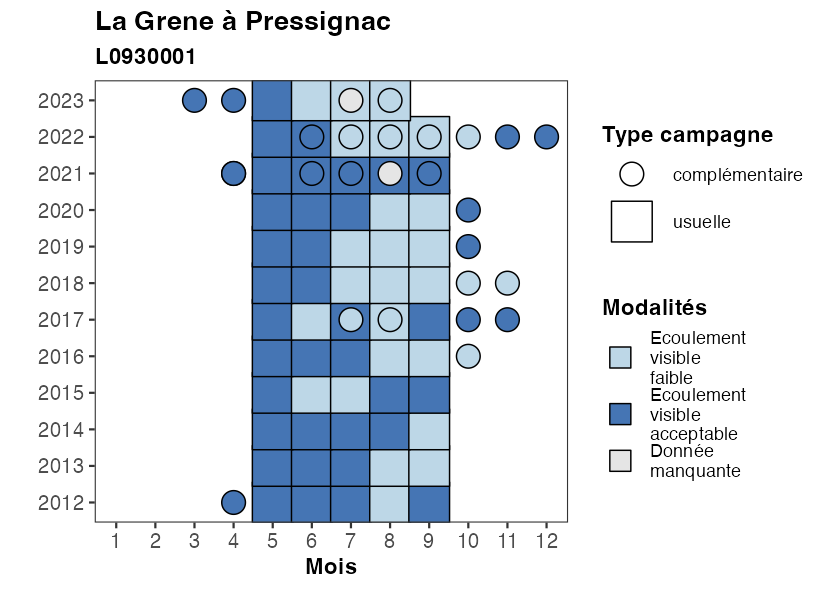 La Grene à Pressignac
L0930001
2023
2022
2021
2020
2019
2018
2017
2016
2015
2014
2013
2012
1 2 3 4 5 6 7 8 9 10 11 12
Mois
Type campagne
complémentaire
usuelle
Modalités
Ecoulement
visible
faible
Ecoulement
visible
acceptable
Donnée
manquante